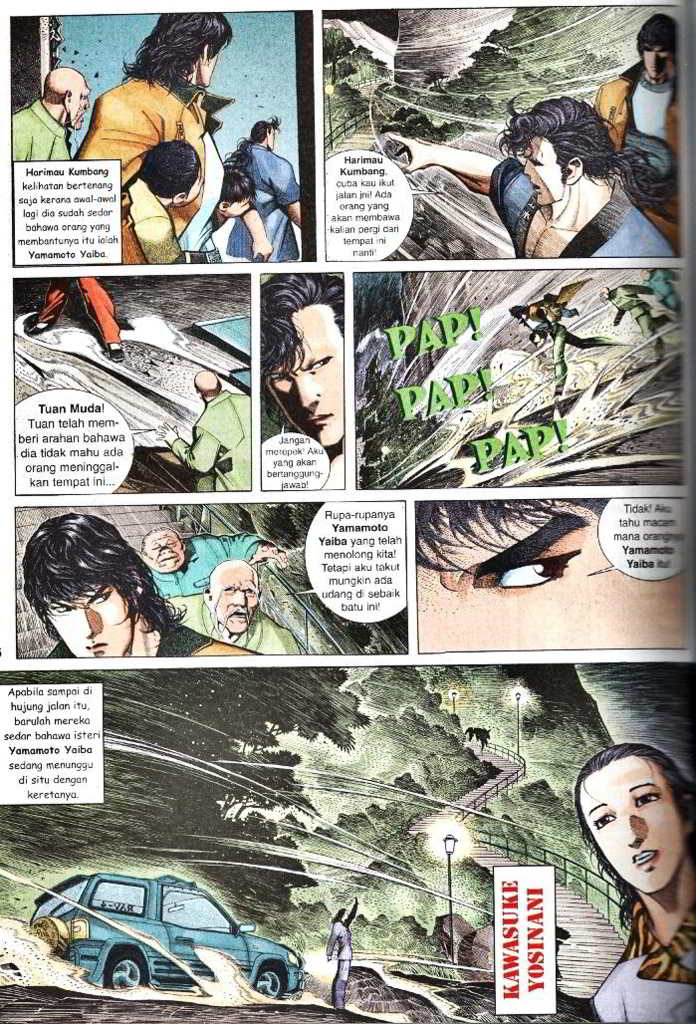 Harimau Kumbang
kelihatan bertenang
saja kerana awal-awal
lagi dia sudah sedar
bahawa orang yang
membantunya itu ialah
Yamamoto Yaiba.
Harimau
Kumbang,
cuba kau ikut
jalan ini! Ada
orang yang
akan membawa
kalian pergi dari
tempat ini
nanti!
Tuan Muda!
Tuan telah mem-
beri arahan bahawa
dia tidak mahu ada
orang meninggal-
kan tempat ini...
Jangan
merepek! Aku
yang akan
bertanggung-
jawab!
PAP!
PAP!
PAP!
Rupa-rupanya
Yamamoto
Yaiba yang telah
menolong kita!
Tetapi aku takut
mungkin ada
udang di sebaik
batu ini!
Tidak! Aku
tahu macam
mana orangnya
Yamamoto
Yaiba itu!
Apabila sampai di
hujung jalan itu,
barulah mereka
sedar bahawa isteri
Yamamoto Yaiba
sedang menunggu
di situ dengan
keretanya.
KAWASUKE
YOSINANI